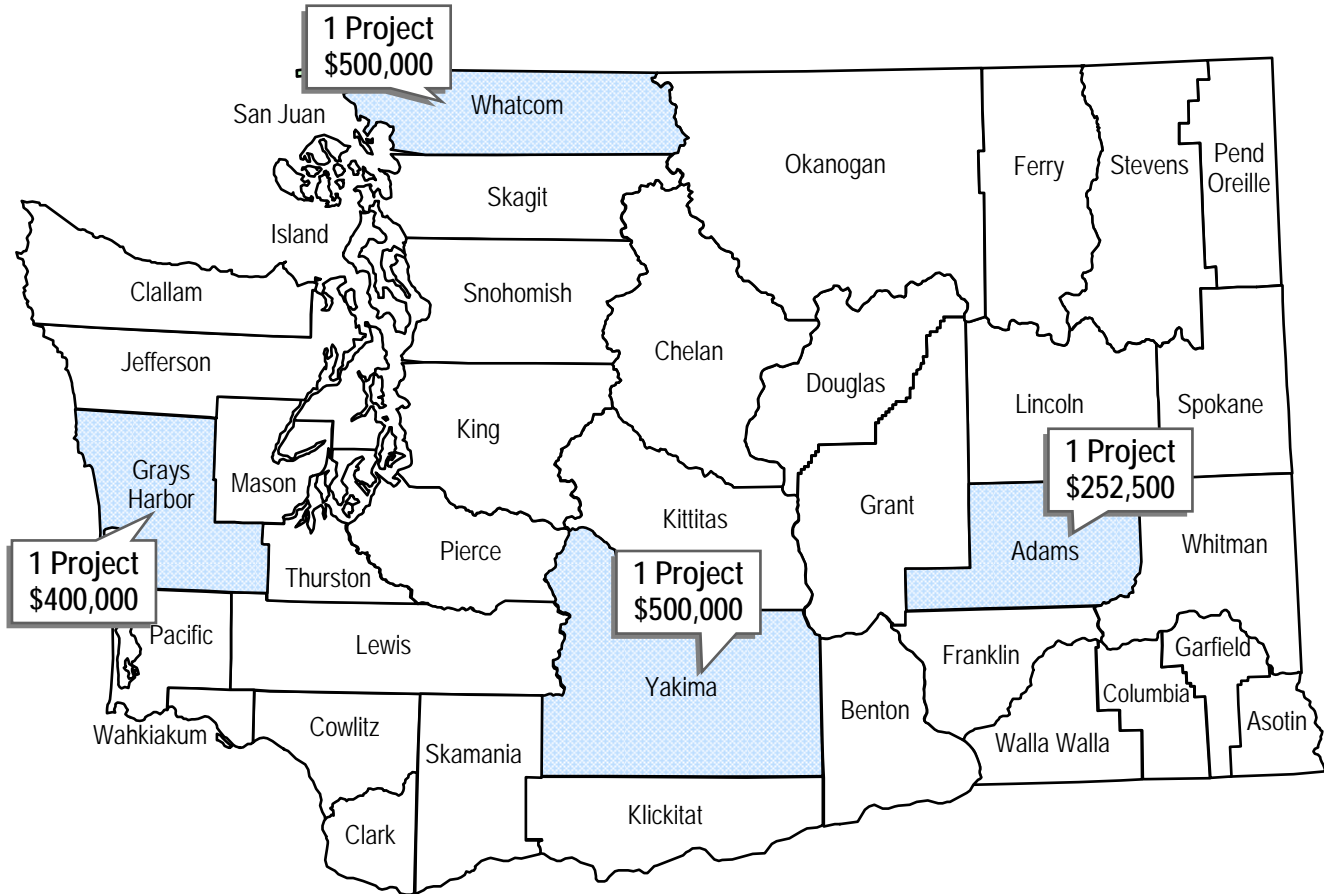 1 Project
$500,000
Whatcom
San Juan
Okanogan
Ferry
Stevens
Pend
Oreille
Skagit
Island
Clallam
Snohomish
Jefferson
Chelan
Douglas
Lincoln
Spokane
King
1 Project
$252,500
Grays
Harbor
Mason
Grant
Kittitas
Adams
Whitman
Pierce
1 Project
$400,000
Thurston
1 Project
$500,000
Pacific
Lewis
Franklin
Garfield
Yakima
Columbia
Benton
Asotin
Wahkiakum
Cowlitz
Skamania
Walla Walla
Klickitat
Clark